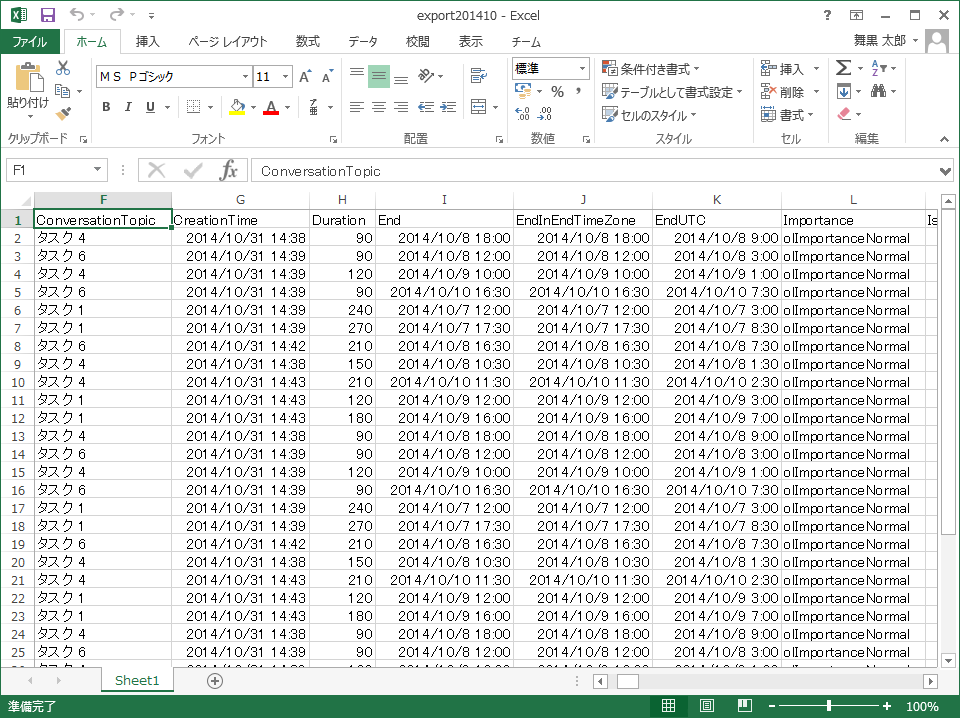 export201410 - Excel
ファイル ホーム 挿入 ページ レイアウト 数式 データ 校閲 表示 チーム 舞黒 太郎
貼り付け ＭＳ Ｐゴシック 11 標準 条件付き書式 挿入
B I U A 亜 % , テーブルとして書式設定 削除
セルのスタイル 書式
クリップボード フォント 配置 数値 スタイル セル 編集
F1 fx ConversationTopic
F G H I J K L
1 ConversationTopic CreationTime Duration End EndInEndTimeZone EndUTC Importance Is
2 タスク 4 2014/10/31 14:38 90 2014/10/8 18:00 2014/10/8 18:00 2014/10/8 9:00 olImportanceNormal
3 タスク 6 2014/10/31 14:39 90 2014/10/8 12:00 2014/10/8 12:00 2014/10/8 3:00 olImportanceNormal
4 タスク 4 2014/10/31 14:39 120 2014/10/9 10:00 2014/10/9 10:00 2014/10/9 1:00 olImportanceNormal
5 タスク 6 2014/10/31 14:39 90 2014/10/10 16:30 2014/10/10 16:30 2014/10/10 7:30 olImportanceNormal
6 タスク 1 2014/10/31 14:39 240 2014/10/7 12:00 2014/10/7 12:00 2014/10/7 3:00 olImportanceNormal
7 タスク 1 2014/10/31 14:39 270 2014/10/7 17:30 2014/10/7 17:30 2014/10/7 8:30 olImportanceNormal
8 タスク 6 2014/10/31 14:42 210 2014/10/8 16:30 2014/10/8 16:30 2014/10/8 7:30 olImportanceNormal
9 タスク 4 2014/10/31 14:38 150 2014/10/8 10:30 2014/10/8 10:30 2014/10/8 1:30 olImportanceNormal
10 タスク 4 2014/10/31 14:43 210 2014/10/10 11:30 2014/10/10 11:30 2014/10/10 2:30 olImportanceNormal
11 タスク 1 2014/10/31 14:43 120 2014/10/9 12:00 2014/10/9 12:00 2014/10/9 3:00 olImportanceNormal
12 タスク 1 2014/10/31 14:43 180 2014/10/9 16:00 2014/10/9 16:00 2014/10/9 7:00 olImportanceNormal
13 タスク 4 2014/10/31 14:38 90 2014/10/8 18:00 2014/10/8 18:00 2014/10/8 9:00 olImportanceNormal
14 タスク 6 2014/10/31 14:39 90 2014/10/8 12:00 2014/10/8 12:00 2014/10/8 3:00 olImportanceNormal
15 タスク 4 2014/10/31 14:39 120 2014/10/9 10:00 2014/10/9 10:00 2014/10/9 1:00 olImportanceNormal
16 タスク 6 2014/10/31 14:39 90 2014/10/10 16:30 2014/10/10 16:30 2014/10/10 7:30 olImportanceNormal
17 タスク 1 2014/10/31 14:39 240 2014/10/7 12:00 2014/10/7 12:00 2014/10/7 3:00 olImportanceNormal
18 タスク 1 2014/10/31 14:39 270 2014/10/7 17:30 2014/10/7 17:30 2014/10/7 8:30 olImportanceNormal
19 タスク 6 2014/10/31 14:42 210 2014/10/8 16:30 2014/10/8 16:30 2014/10/8 7:30 olImportanceNormal
20 タスク 4 2014/10/31 14:38 150 2014/10/8 10:30 2014/10/8 10:30 2014/10/8 1:30 olImportanceNormal
21 タスク 4 2014/10/31 14:43 210 2014/10/10 11:30 2014/10/10 11:30 2014/10/10 2:30 olImportanceNormal
22 タスク 1 2014/10/31 14:43 120 2014/10/9 12:00 2014/10/9 12:00 2014/10/9 3:00 olImportanceNormal
23 タスク 1 2014/10/31 14:43 180 2014/10/9 16:00 2014/10/9 16:00 2014/10/9 7:00 olImportanceNormal
24 タスク 4 2014/10/31 14:38 90 2014/10/8 18:00 2014/10/8 18:00 2014/10/8 9:00 olImportanceNormal
25 タスク 6 2014/10/31 14:39 90 2014/10/8 12:00 2014/10/8 12:00 2014/10/8 3:00 olImportanceNormal
Sheet1
準備完了 100%